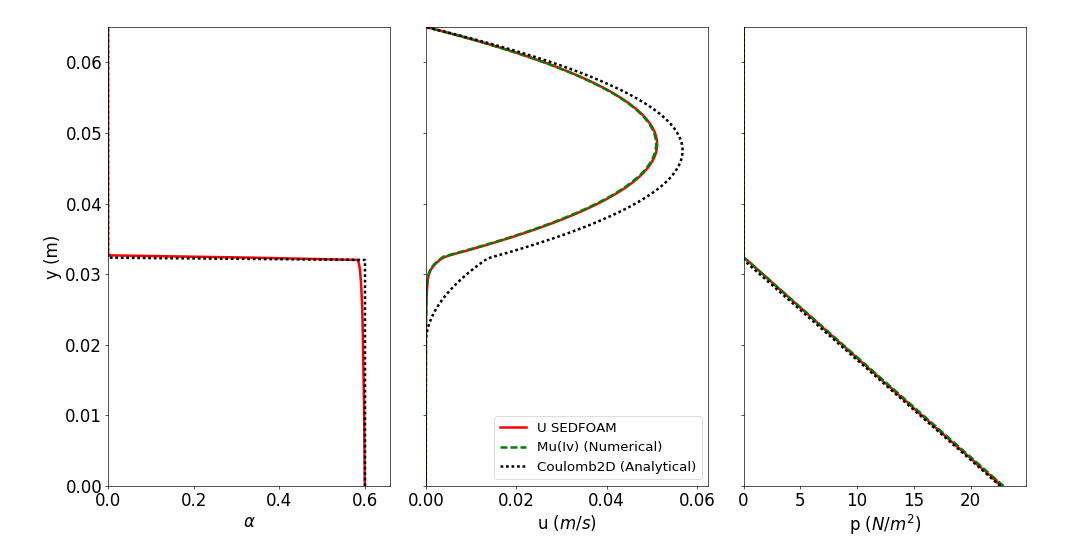 y (m)
0.06
0.05
0.04
0.03
0.02
0.01
0.00
0.0 0.2 0.4 0.6
α
0.00 0.02 0.04 0.06
u (m/s)
U SEDFOAM
Mu(Iv) (Numerical)
Coulomb2D (Analytical)
0 5 10 15 20
p (N/m²)